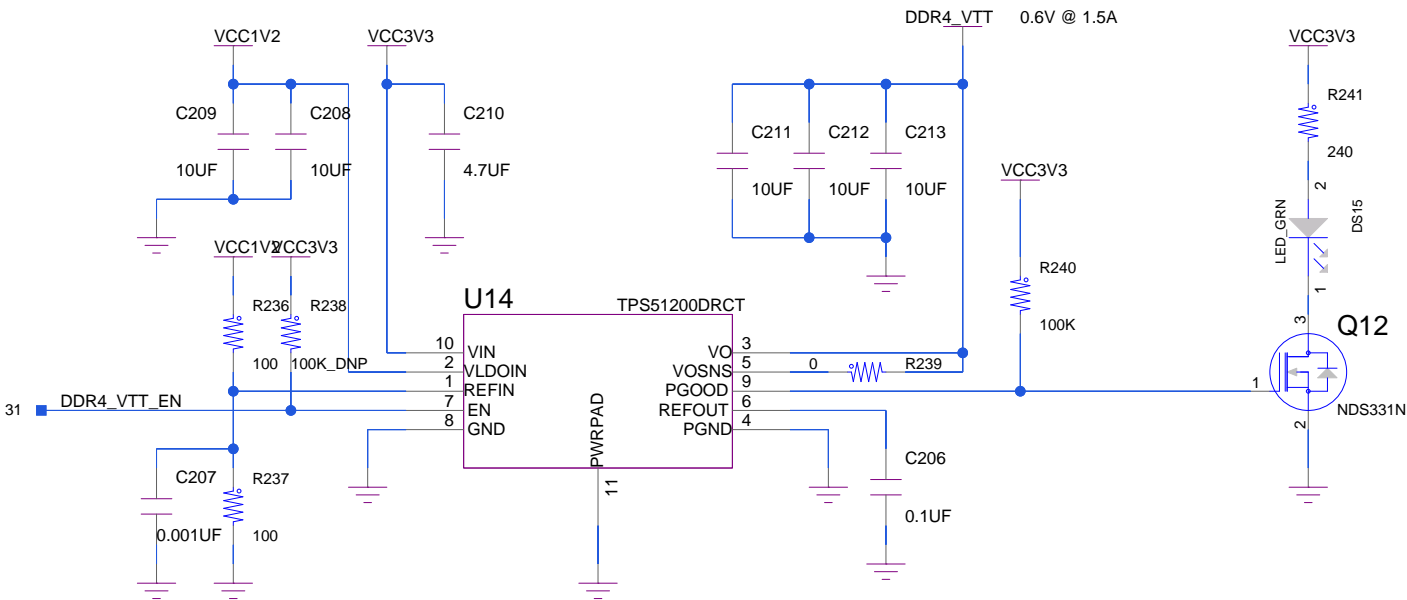 DDR4_VTT 0.6V @ 1.5A
VCC1V2
VCC3V3
VCC3V3
R241
240
C209
10UF
C208
10UF
C210
4.7UF
C211
10UF
C212
10UF
C213
10UF
VCC3V3
2
LED_GRN
DS15
1
VCC1V2
VCC3V3
R240
100K
R236
100
R238
100K_DNP
U14
TPS51200DRCT
10 VIN
2 VLDOIN
1 REFIN
7 EN
8 GND
VO 3
VOSNS 5
PGOOD 9
REFOUT 6
PGND 4
PWRPAD
11
0 R239
3
Q12
1
NDS331N
2
31 DDR4_VTT_EN
C207
0.001UF
R237
100
C206
0.1UF